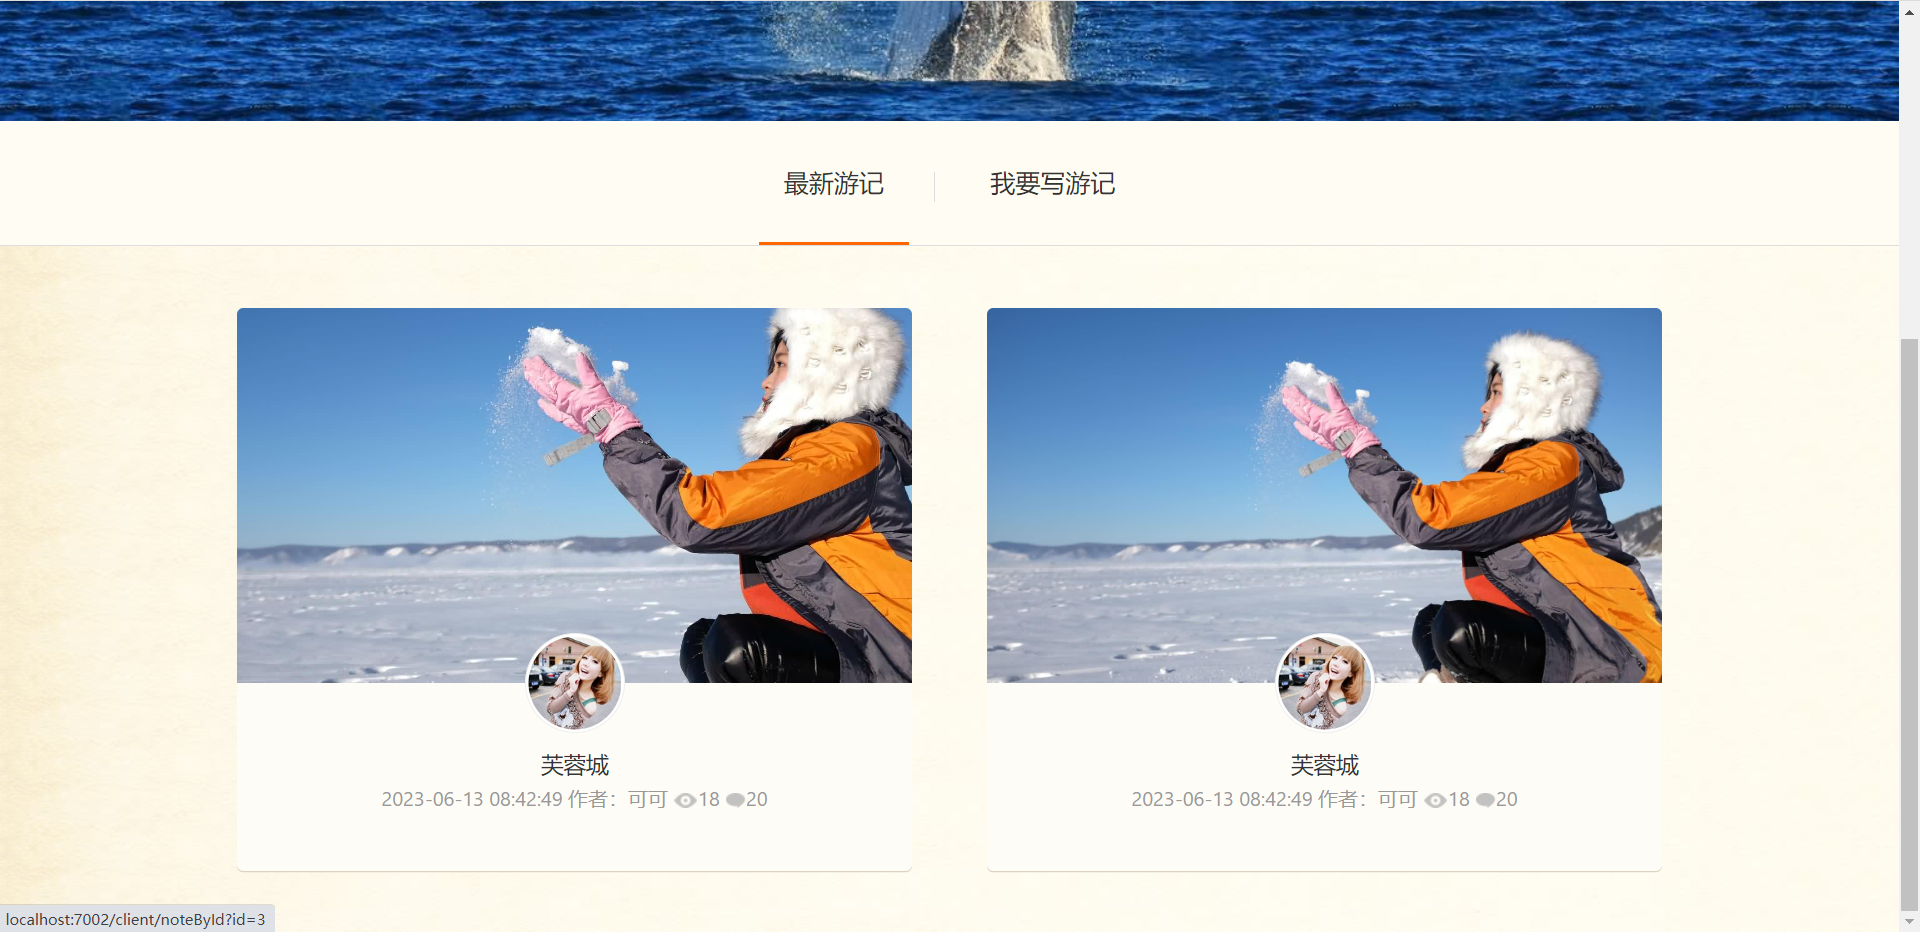 最新游记
我要写游记
芙蓉城
2023-06-13 08:42:49 作者：可可 18 20
芙蓉城
2023-06-13 08:42:49 作者：可可 18 20
localhost:7002/client/noteById?id=3